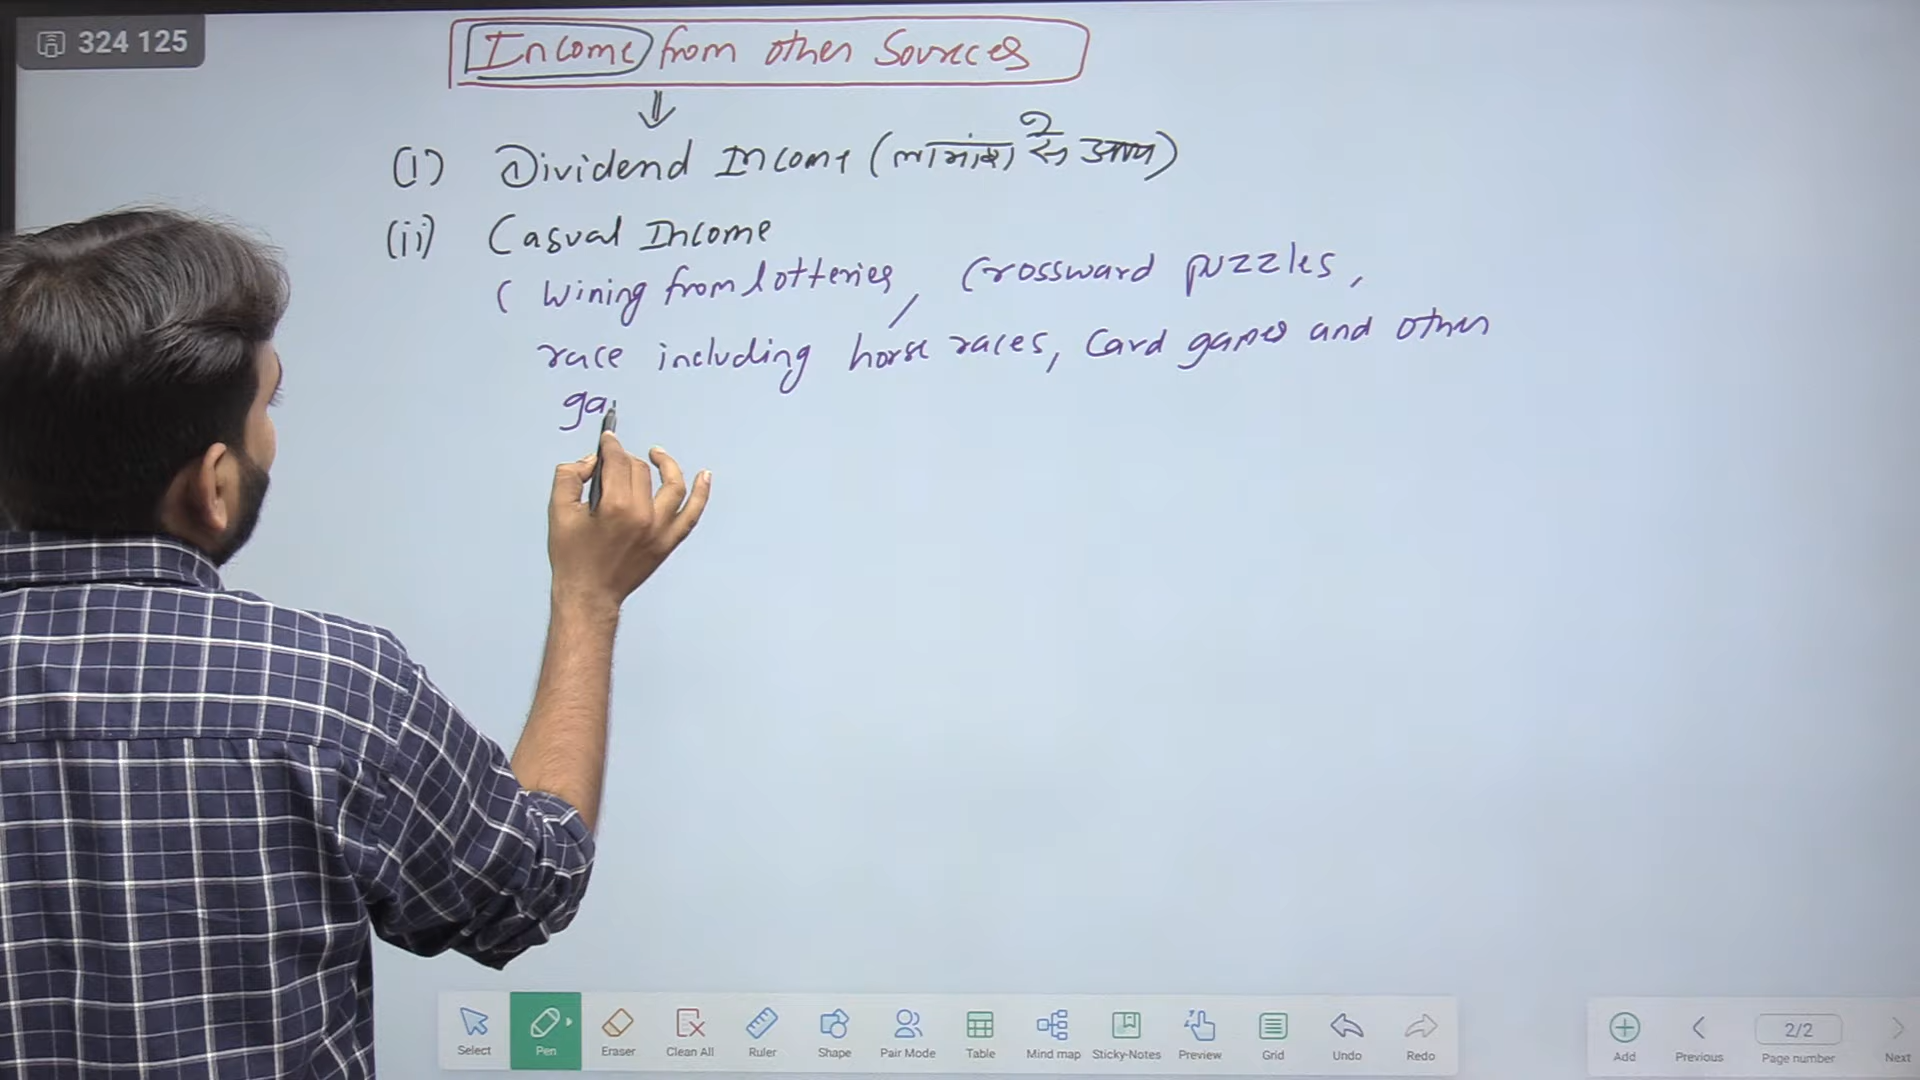 324 125
Income from other Sources
(i) Dividend Income (लाभांश से आय)
(ii) Casual Income
( Wining from lotteries, Crossward puzzles,
race including horse races, Card games and other
ga
Select Pen Eraser Clean All Ruler Shape Pair Mode Table Mind map Sticky-Notes Preview Grid Undo Redo
Add Previous 2/2 Page number Next